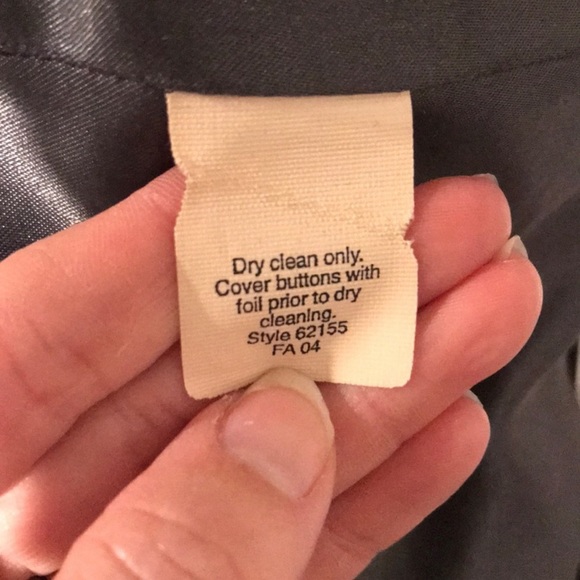 Dry clean only.
Cover buttons with
foil prior to dry
cleaning.
Style 62155
FA 04